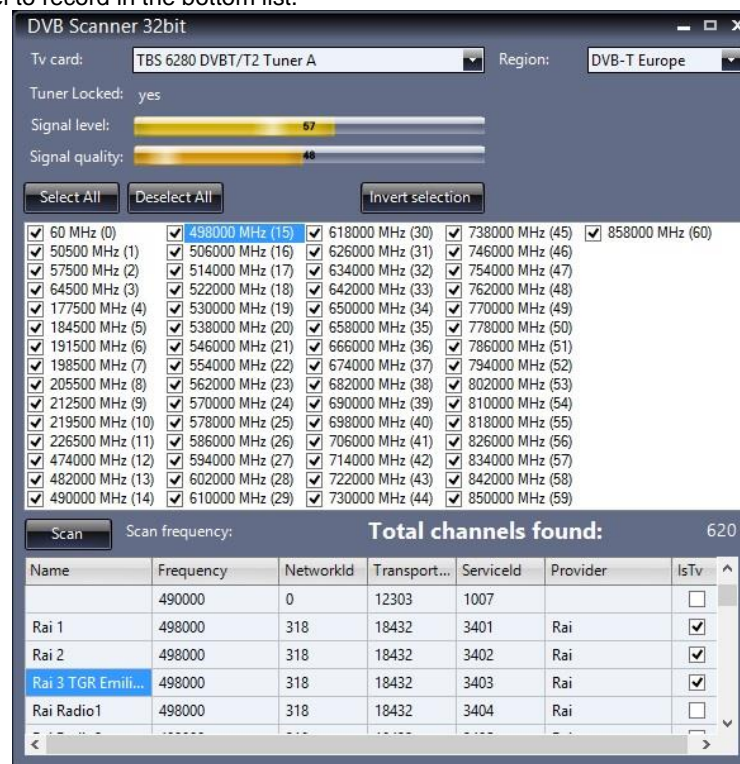 el to record in the bottom list.
DVB Scanner 32bit
Tv card: TBS 6280 DVBT/T2 Tuner A Region: DVB-T Europe
Tuner Locked: yes
Signal level: 57
Signal quality: 48
Select All Deselect All Invert selection
60 MHz (0) 498000 MHz (15) 618000 MHz (30) 738000 MHz (45) 858000 MHz (60)
50500 MHz (1) 506000 MHz (16) 626000 MHz (31) 746000 MHz (46)
57500 MHz (2) 514000 MHz (17) 634000 MHz (32) 754000 MHz (47)
64500 MHz (3) 522000 MHz (18) 642000 MHz (33) 762000 MHz (48)
177500 MHz (4) 530000 MHz (19) 650000 MHz (34) 770000 MHz (49)
184500 MHz (5) 538000 MHz (20) 658000 MHz (35) 778000 MHz (50)
191500 MHz (6) 546000 MHz (21) 666000 MHz (36) 786000 MHz (51)
198500 MHz (7) 554000 MHz (22) 674000 MHz (37) 794000 MHz (52)
205500 MHz (8) 562000 MHz (23) 682000 MHz (38) 802000 MHz (53)
212500 MHz (9) 570000 MHz (24) 690000 MHz (39) 810000 MHz (54)
219500 MHz (10) 578000 MHz (25) 698000 MHz (40) 818000 MHz (55)
226500 MHz (11) 586000 MHz (26) 706000 MHz (41) 826000 MHz (56)
474000 MHz (12) 594000 MHz (27) 714000 MHz (42) 834000 MHz (57)
482000 MHz (13) 602000 MHz (28) 722000 MHz (43) 842000 MHz (58)
490000 MHz (14) 610000 MHz (29) 730000 MHz (44) 850000 MHz (59)
Scan Scan frequency: Total channels found: 620
Name Frequency NetworkId Transport... ServiceId Provider IsTv
490000 0 12303 1007
Rai 1 498000 318 18432 3401 Rai
Rai 2 498000 318 18432 3402 Rai
Rai 3 TGR Emili... 498000 318 18432 3403 Rai
Rai Radio1 498000 318 18432 3404 Rai